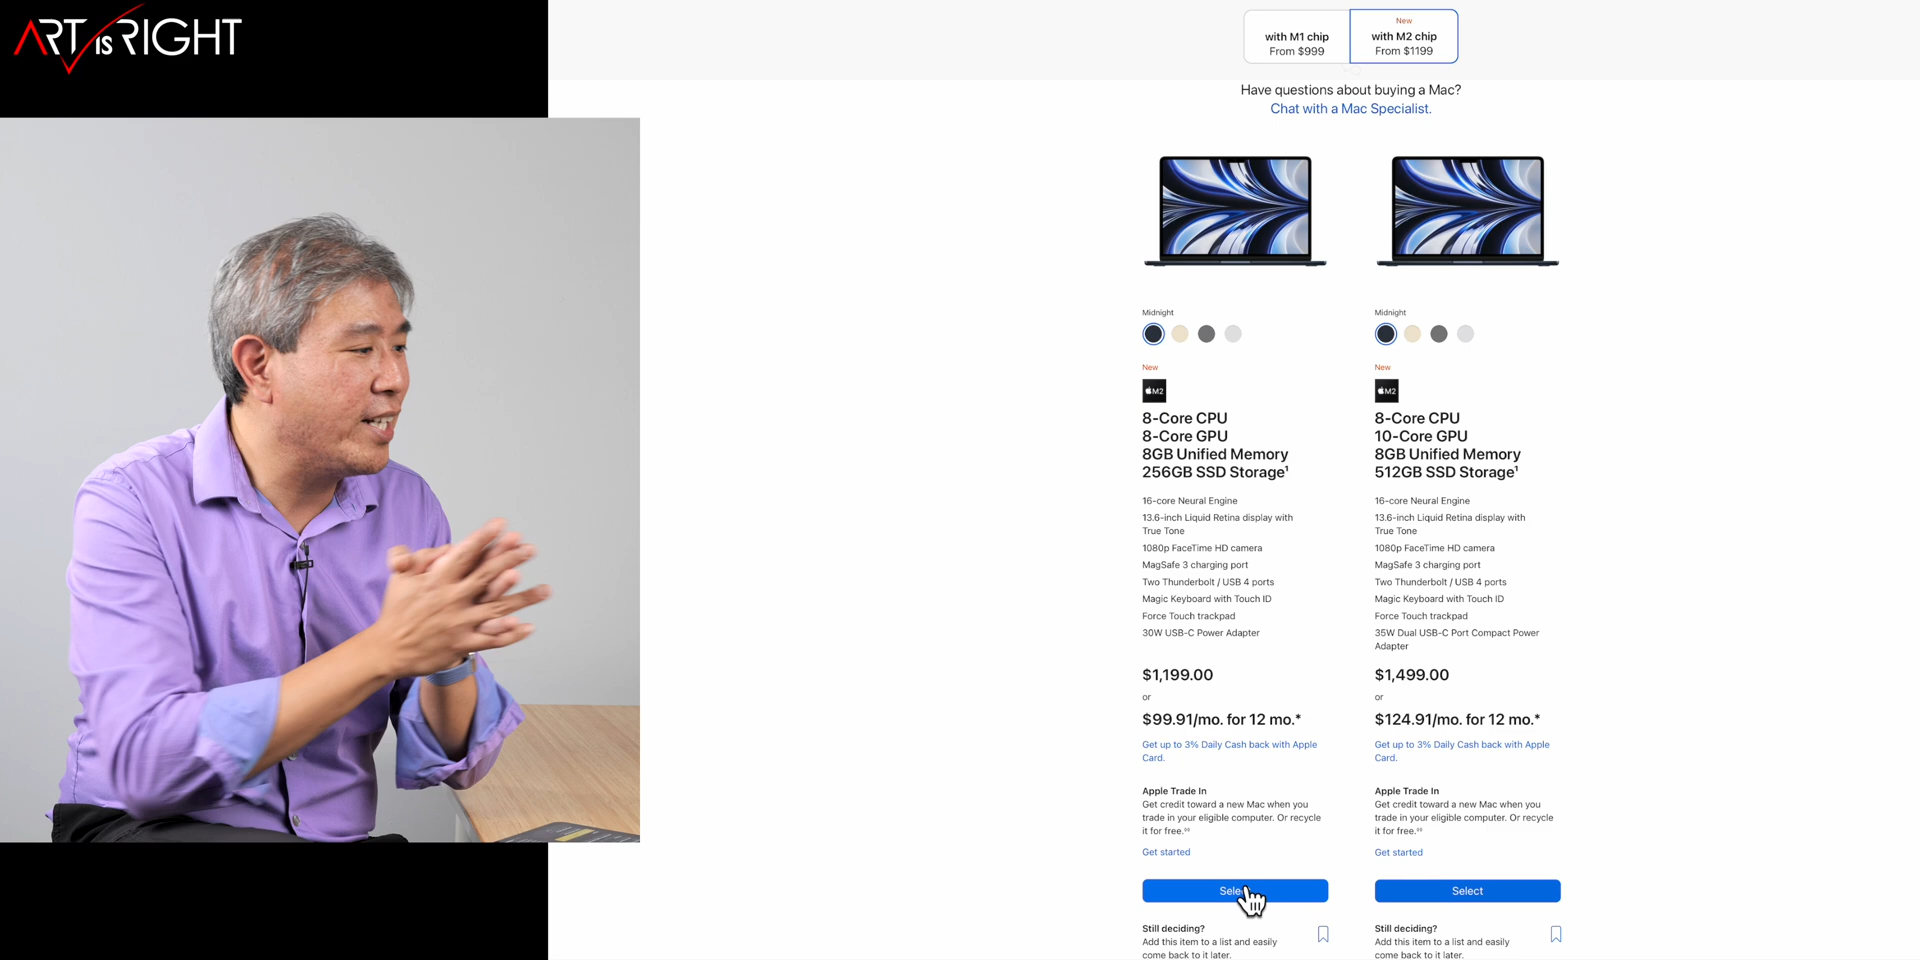 ART is RIGHT
with M1 chip
From $999
New
with M2 chip
From $1199
Have questions about buying a Mac?
Chat with a Mac Specialist.
Midnight
New
M2
8-Core CPU
8-Core GPU
8GB Unified Memory
256GB SSD Storage¹
16-core Neural Engine
13.6-inch Liquid Retina display with
True Tone
1080p FaceTime HD camera
MagSafe 3 charging port
Two Thunderbolt / USB 4 ports
Magic Keyboard with Touch ID
Force Touch trackpad
30W USB-C Power Adapter
$1,199.00
or
$99.91/mo. for 12 mo.*
Get up to 3% Daily Cash back with Apple
Card.
Apple Trade In
Get credit toward a new Mac when you
trade in your eligible computer. Or recycle
it for free.°°
Get started
Select
Still deciding?
Add this item to a list and easily
come back to it later.
Midnight
New
M2
8-Core CPU
10-Core GPU
8GB Unified Memory
512GB SSD Storage¹
16-core Neural Engine
13.6-inch Liquid Retina display with
True Tone
1080p FaceTime HD camera
MagSafe 3 charging port
Two Thunderbolt / USB 4 ports
Magic Keyboard with Touch ID
Force Touch trackpad
35W Dual USB-C Port Compact Power
Adapter
$1,499.00
or
$124.91/mo. for 12 mo.*
Get up to 3% Daily Cash back with Apple
Card.
Apple Trade In
Get credit toward a new Mac when you
trade in your eligible computer. Or recycle
it for free.°°
Get started
Select
Still deciding?
Add this item to a list and easily
come back to it later.